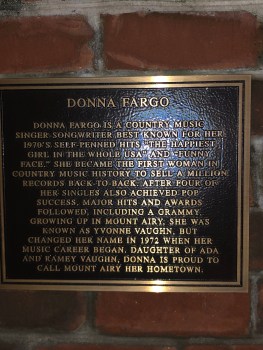 DONNA FARGO
DONNA FARGO IS A COUNTRY MUSIC
SINGER-SONGWRITER BEST KNOWN FOR HER
1970'S SELF-PENNED HITS "THE HAPPIEST
GIRL IN THE WHOLE USA" AND "FUNNY
FACE." SHE BECAME THE FIRST WOMAN IN
COUNTRY MUSIC HISTORY TO SELL A MILLION
RECORDS BACK-TO-BACK. AFTER FOUR OF
HER SINGLES ALSO ACHIEVED POP
SUCCESS, MAJOR HITS AND AWARDS
FOLLOWED, INCLUDING A GRAMMY.
GROWING UP IN MOUNT AIRY, SHE WAS
KNOWN AS YVONNE VAUGHN, BUT
CHANGED HER NAME IN 1972 WHEN HER
MUSIC CAREER BEGAN. DAUGHTER OF ADA
AND KAMEY VAUGHN, DONNA IS PROUD TO
CALL MOUNT AIRY HER HOMETOWN.